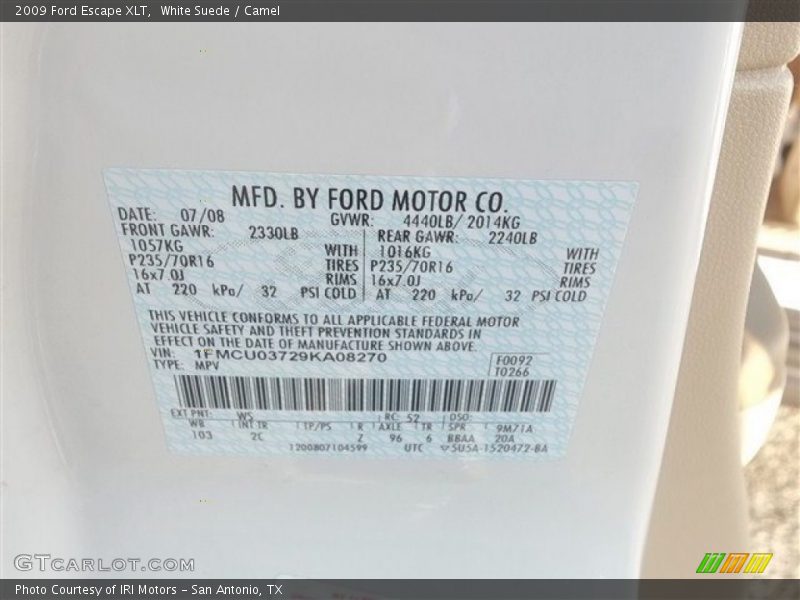 2009 Ford Escape XLT,  White Suede / Camel
MFD. BY FORD MOTOR CO.
DATE: 07/08 GVWR: 4440LB/ 2014KG
FRONT GAWR: 2330LB REAR GAWR: 2240LB
1057KG WITH 1016KG WITH
P235/70R16 TIRES P235/70R16 TIRES
16x7.0J RIMS 16x7.0J RIMS
AT 220 kPa/ 32 PSI COLD AT 220 kPa/ 32 PSI COLD
THIS VEHICLE CONFORMS TO ALL APPLICABLE FEDERAL MOTOR
VEHICLE SAFETY AND THEFT PREVENTION STANDARDS IN
EFFECT ON THE DATE OF MANUFACTURE SHOWN ABOVE.
VIN: 1FMCU03729KA08270 F0092
TYPE: MPV T0266
EXT PNT: WS RC: 52 DSO:
WB INT TR TP/PS R AXLE TR SPR 9M71A
103 2C Z 96 6 BBAA 20A
1200807104599 UTC ▽5U5A-1520472-BA
GTCARLOT.COM
Photo Courtesy of IRI Motors – San Antonio, TX